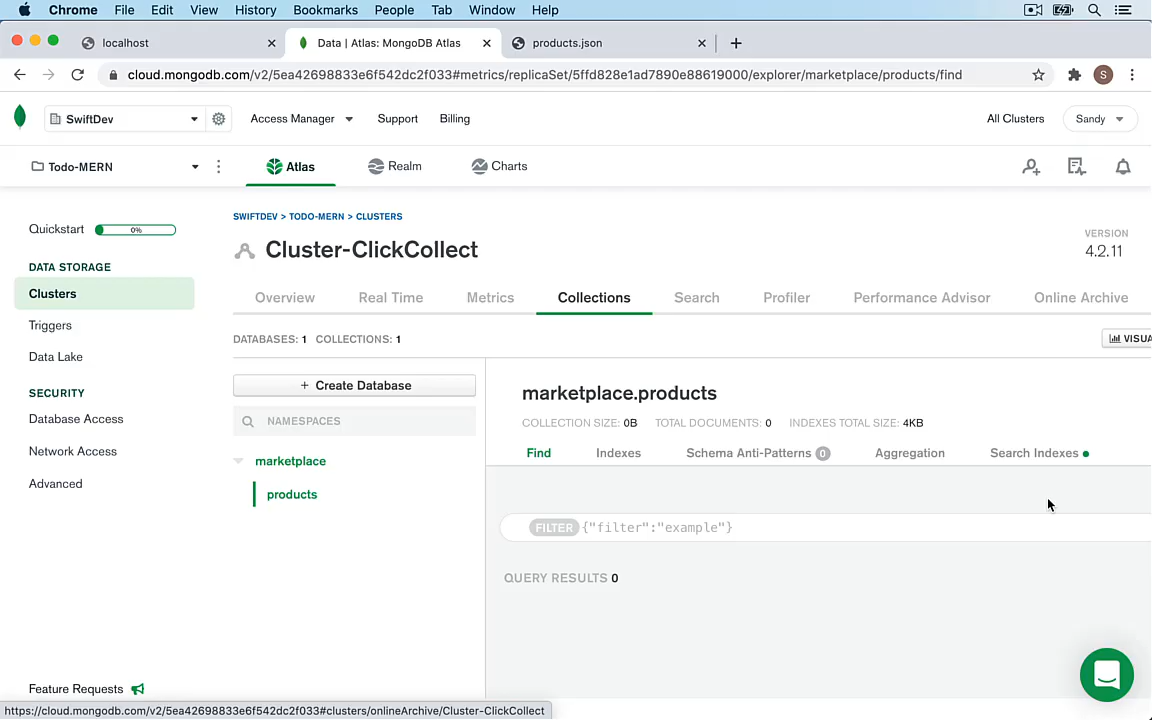 Chrome File Edit View History Bookmarks People Tab Window Help
localhost
Data | Atlas: MongoDB Atlas
products.json
cloud.mongodb.com/v2/5ea42698833e6f542dc2f033#metrics/replicaSet/5ffd828e1ad7890e88619000/explorer/marketplace/products/find
S
SwiftDev
Access Manager
Support
Billing
All Clusters
Sandy
Todo-MERN
Atlas
Realm
Charts
Quickstart
0%
DATA STORAGE
Clusters
Triggers
Data Lake
SECURITY
Database Access
Network Access
Advanced
Feature Requests
SWIFTDEV > TODO-MERN > CLUSTERS
Cluster-ClickCollect
VERSION
4.2.11
Overview
Real Time
Metrics
Collections
Search
Profiler
Performance Advisor
Online Archive
DATABASES: 1 COLLECTIONS: 1
VISUA
+ Create Database
NAMESPACES
marketplace
products
marketplace.products
COLLECTION SIZE: 0B TOTAL DOCUMENTS: 0 INDEXES TOTAL SIZE: 4KB
Find
Indexes
Schema Anti-Patterns 0
Aggregation
Search Indexes
FILTER {"filter":"example"}
QUERY RESULTS 0
https://cloud.mongodb.com/v2/5ea42698833e6f542dc2f033#clusters/onlineArchive/Cluster-ClickCollect